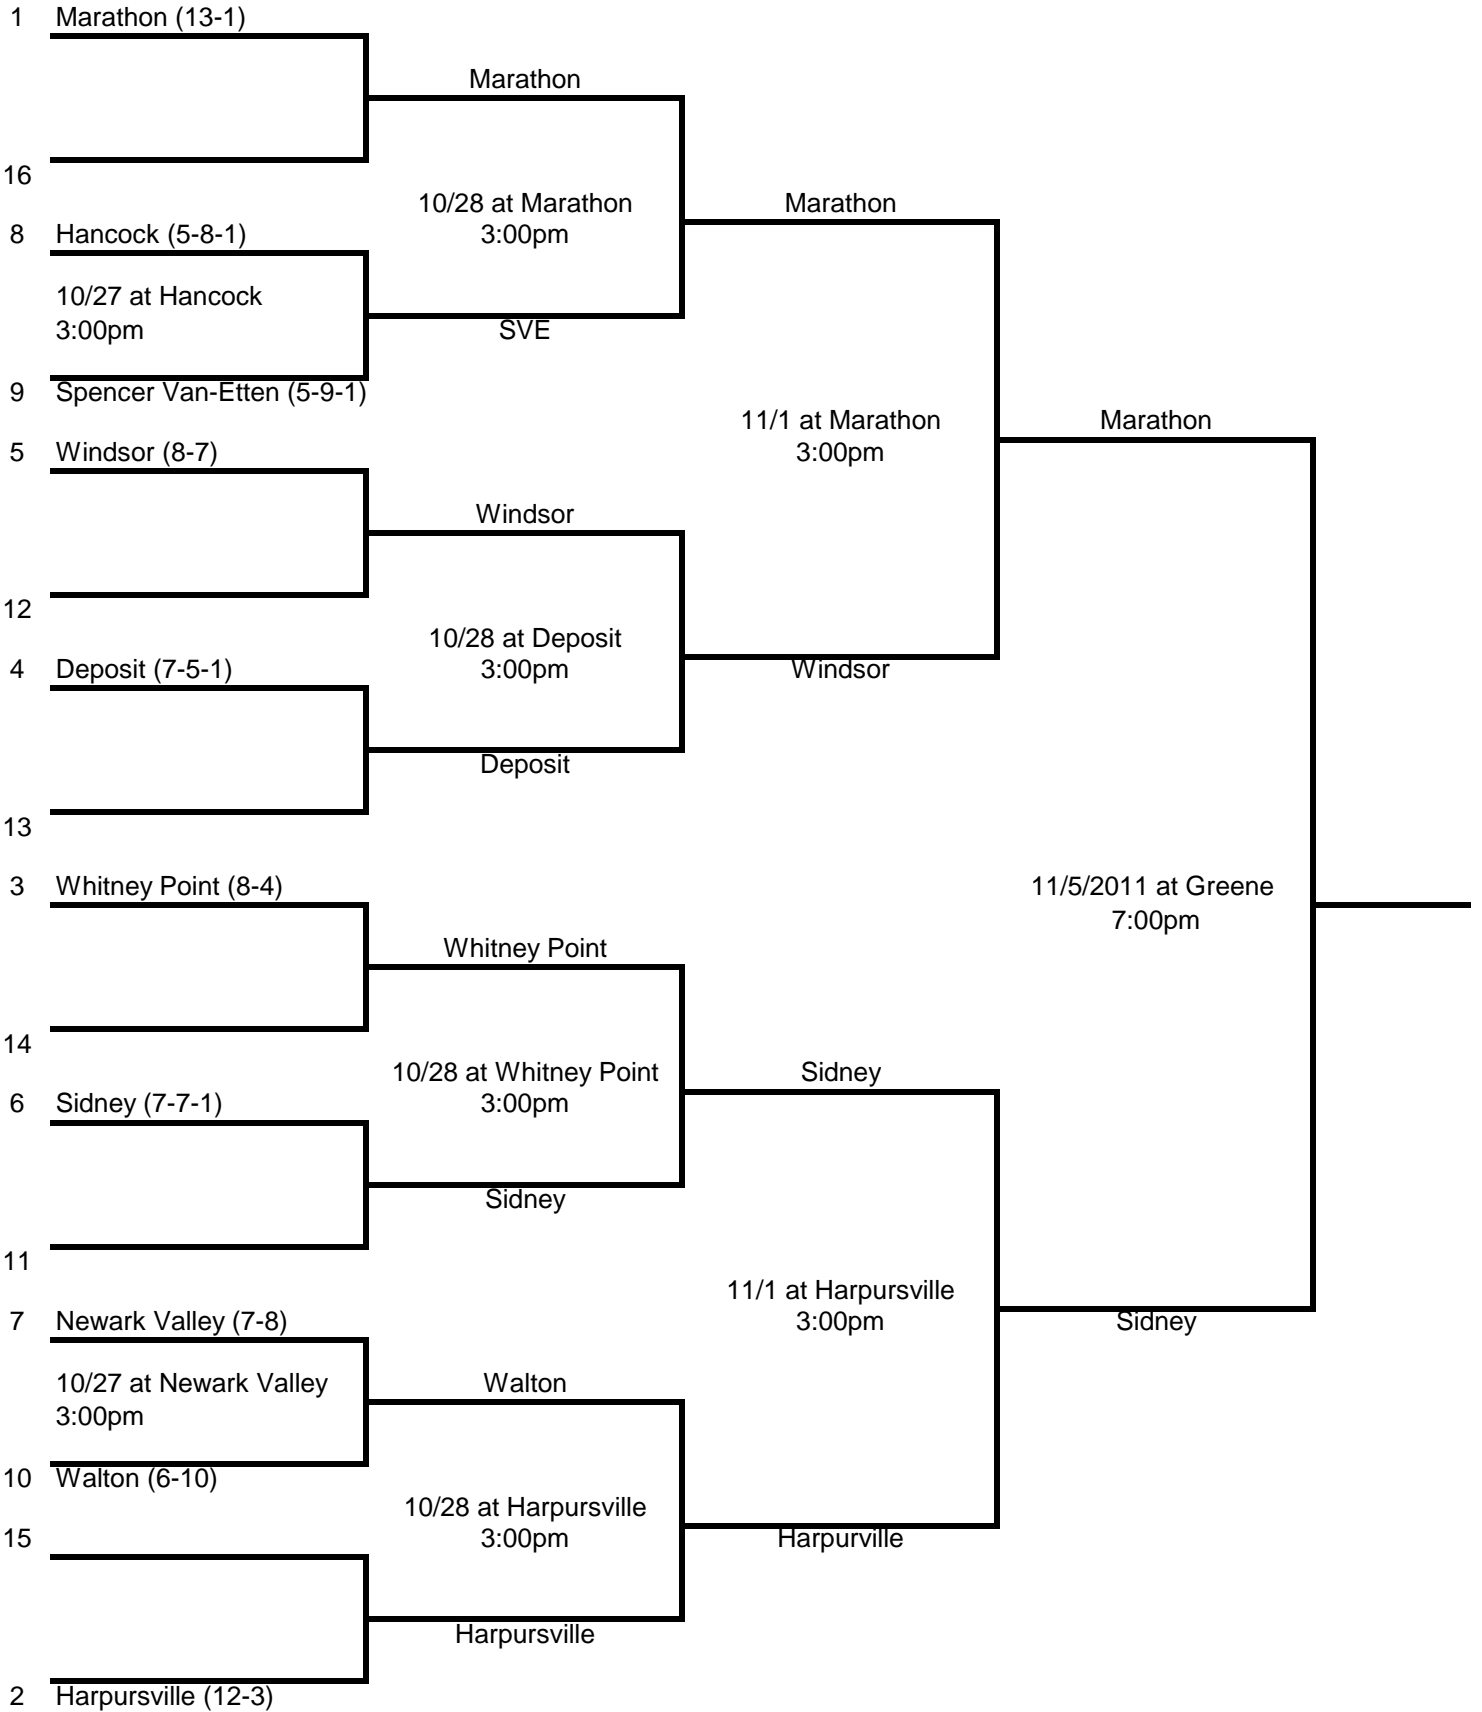 1 Marathon (13-1)
Marathon
16
10/28 at Marathon
3:00pm
Marathon
8 Hancock (5-8-1)
10/27 at Hancock
3:00pm
SVE
9 Spencer Van-Etten (5-9-1)
11/1 at Marathon
3:00pm
Marathon
5 Windsor (8-7)
Windsor
12
10/28 at Deposit
3:00pm
Windsor
4 Deposit (7-5-1)
Deposit
13
3 Whitney Point (8-4)
11/5/2011 at Greene
7:00pm
Whitney Point
14
10/28 at Whitney Point
3:00pm
Sidney
6 Sidney (7-7-1)
Sidney
11
11/1 at Harpursville
3:00pm
Sidney
7 Newark Valley (7-8)
10/27 at Newark Valley
3:00pm
Walton
10 Walton (6-10)
10/28 at Harpursville
3:00pm
15
Harpurville
Harpursville
2 Harpursville (12-3)